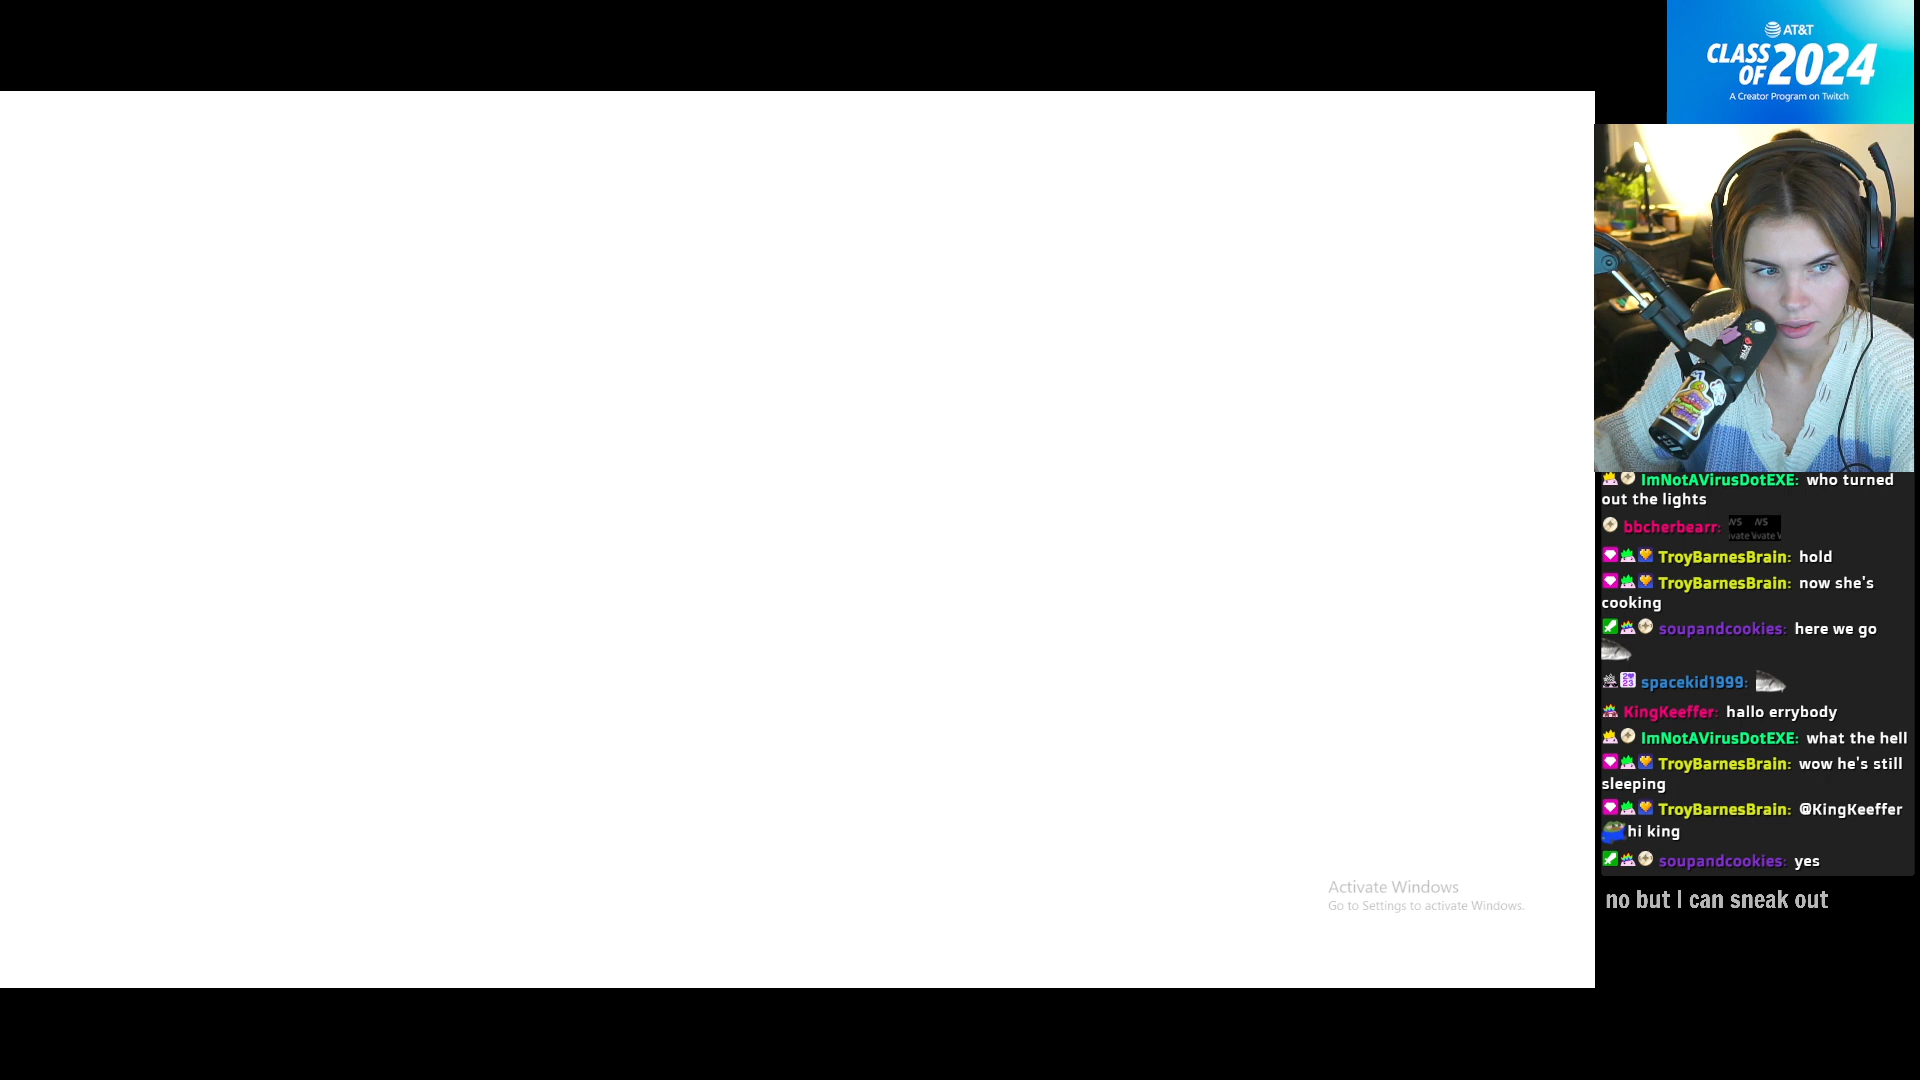 AT&T
CLASS
OF 2024
A Creator Program on Twitch
ImNotAVirusDotEXE: who turned
out the lights
bbcherbearr:
TroyBarnesBrain: hold
TroyBarnesBrain: now she's
cooking
soupandcookies: here we go
spacekid1999:
KingKeeffer: hallo errybody
ImNotAVirusDotEXE: what the hell
TroyBarnesBrain: wow he's still
sleeping
TroyBarnesBrain: @KingKeeffer
hi king
soupandcookies: yes
Activate Windows
Go to Settings to activate Windows.
no but I can sneak out